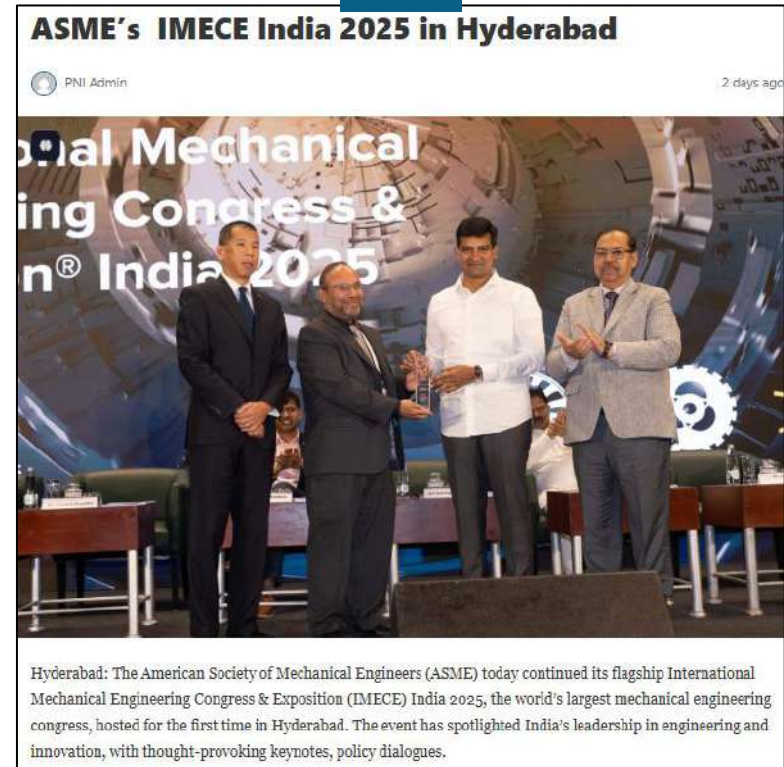 ASME's IMECE India 2025 in Hyderabad
PNI Admin
2 days ago
onal Mechanical
ing Congress &
n® India 2025
Hyderabad: The American Society of Mechanical Engineers (ASME) today continued its flagship International
Mechanical Engineering Congress & Exposition (IMECE) India 2025, the world's largest mechanical engineering
congress, hosted for the first time in Hyderabad. The event has spotlighted India's leadership in engineering and
innovation, with thought-provoking keynotes, policy dialogues.